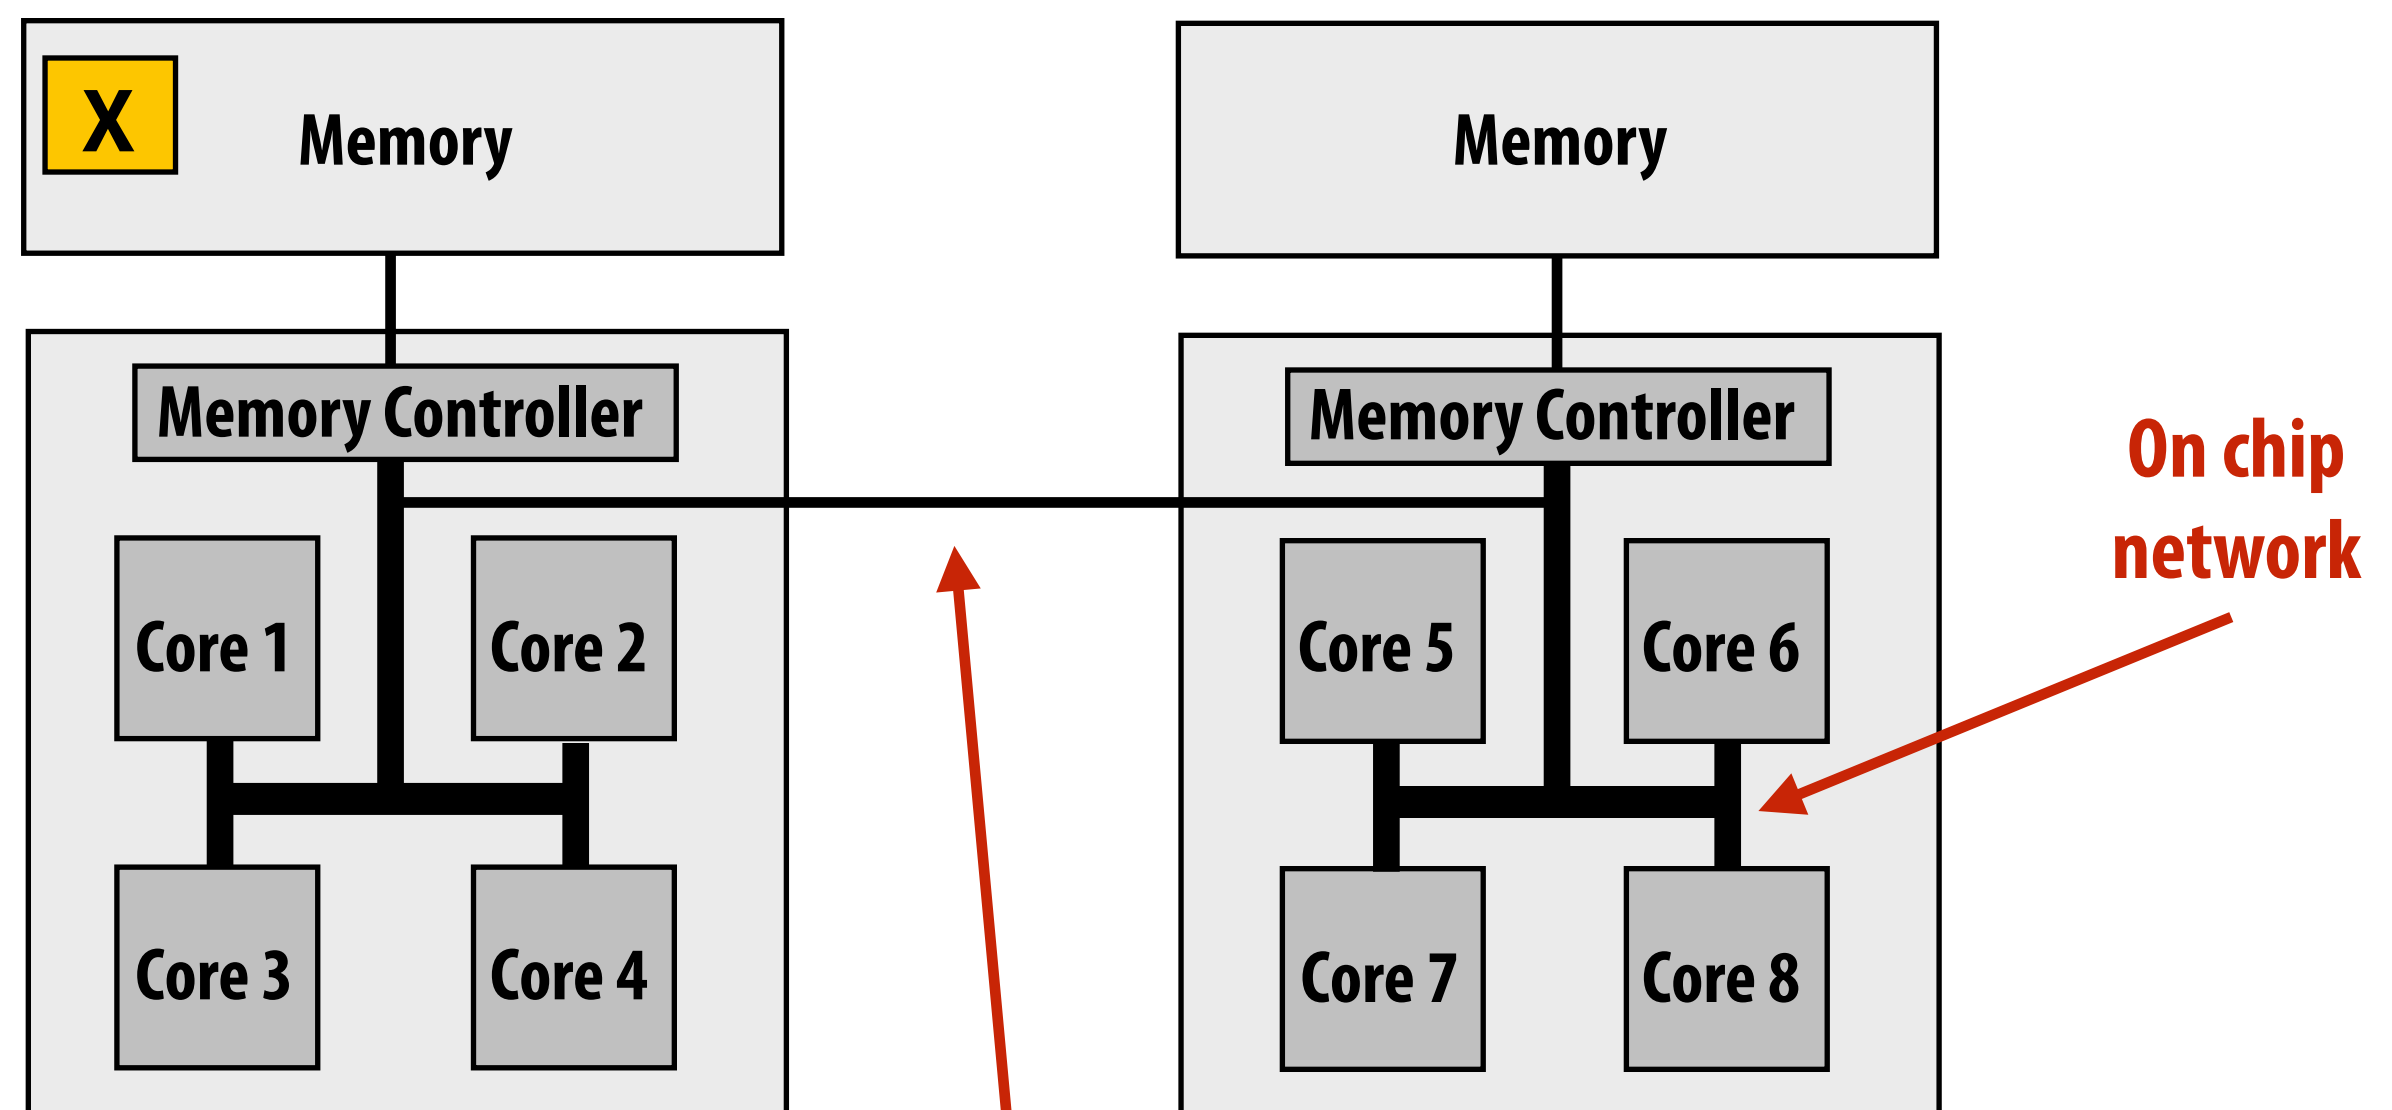 X
Memory
Memory
Memory Controller
Memory Controller
On chip
network
Core 1
Core 2
Core 5
Core 6
Core 3
Core 4
Core 7
Core 8